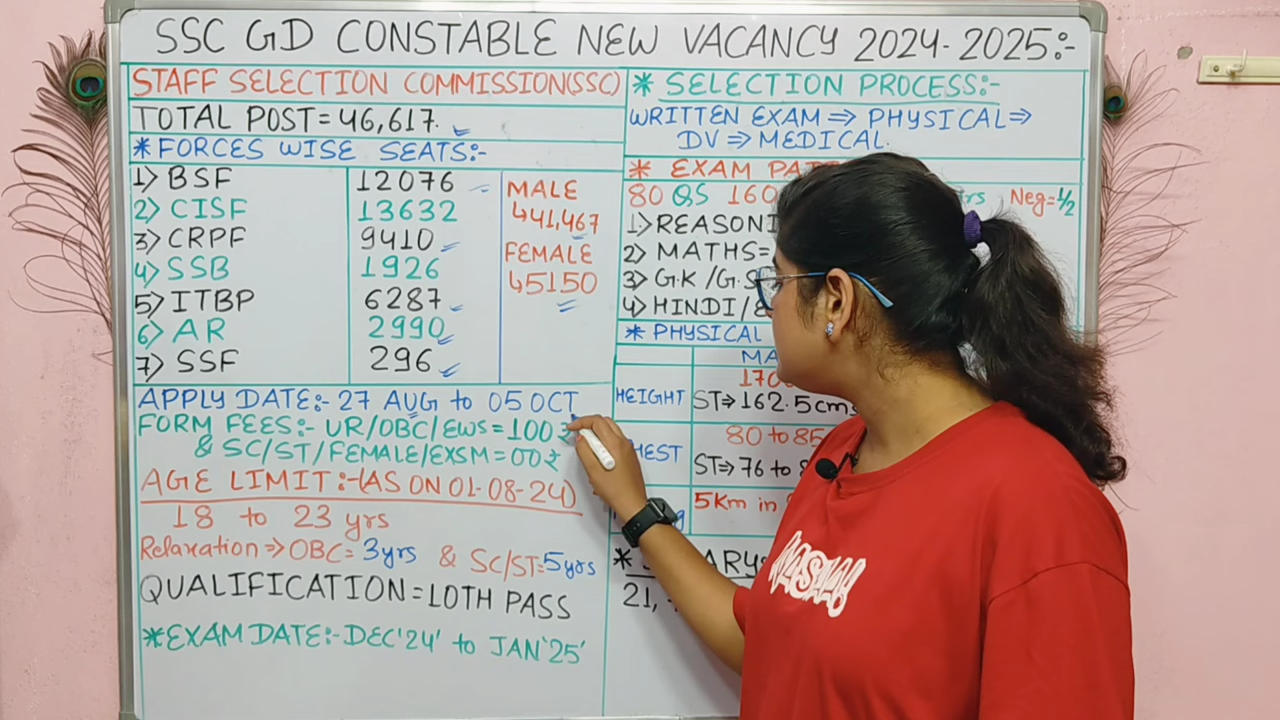 SSC GD CONSTABLE NEW VACANCY 2024-2025:-
STAFF SELECTION COMMISSION(SSC)
TOTAL POST=46,617.
*FORCES WISE SEATS:-
1) BSF 12076
2) CISF 13632
3) CRPF 9410
4) SSB 1926
5) ITBP 6287
6) AR 2990
7) SSF 296
MALE
↳41,467
FEMALE
↳5150
APPLY DATE:- 27 AUG to 05 OCT
FORM FEES:- UR/OBC/EWS=100₹
& SC/ST/FEMALE/EXSM=00₹
AGE LIMIT:-(AS ON 01-08-24)
18 to 23 yrs
Relaxation ⇒ OBC=3yrs & SC/ST=5yrs
QUALIFICATION=10TH PASS
*EXAM DATE:-DEC'24' to JAN'25'
* SELECTION PROCESS:-
WRITTEN EXAM ⇒ PHYSICAL ⇒
DV ⇒ MEDICAL.
* EXAM
80 QS 160 Neg=1/2
1)
2) MATHS=
3) G.K/G.S
4) HINDI/
* PHYSICAL
HEIGHT
ST⇒162.5cms
80 to 85
ST⇒76 to
5Km in
*
21,